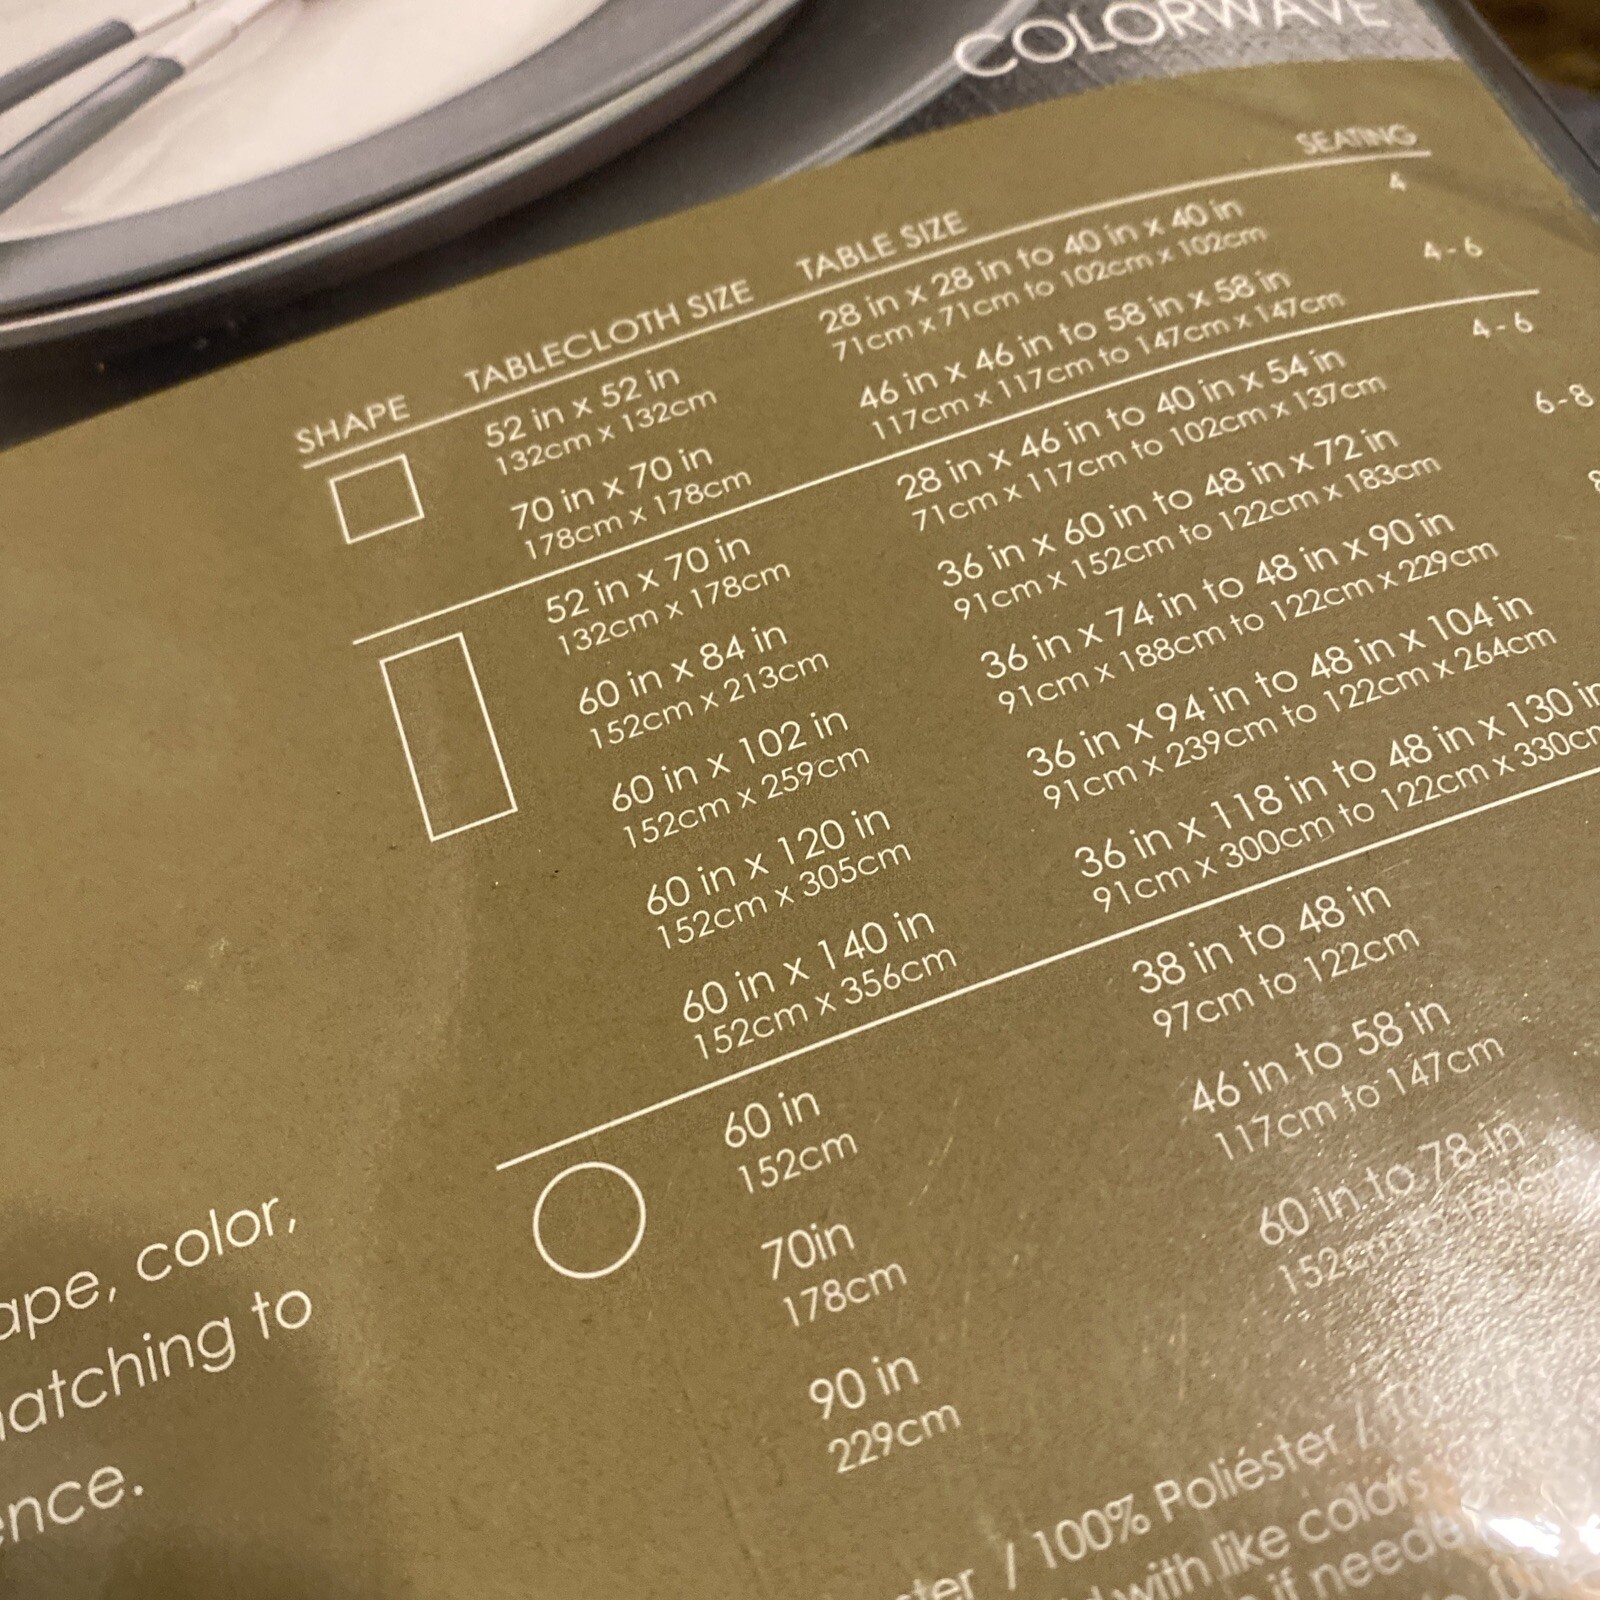 COLORWAVE
SHAPE TABLECLOTH SIZE TABLE SIZE SEATING
52 in x 52 in 28 in x 28 in to 40 in x 40 in 4
132cm x 132cm 71cm x 71cm to 102cm x 102cm
70 in x 70 in 46 in x 46 in to 58 in x 58 in 4-6
178cm x 178cm 117cm x 117cm to 147cm x 147cm
52 in x 70 in 28 in x 46 in to 40 in x 54 in 4-6
132cm x 178cm 71cm x 117cm to 102cm x 137cm
60 in x 84 in 36 in x 60 in to 48 in x 72 in 6-8
152cm x 213cm 91cm x 152cm to 122cm x 183cm
60 in x 102 in 36 in x 74 in to 48 in x 90 in
152cm x 259cm 91cm x 188cm to 122cm x 229cm
60 in x 120 in 36 in x 94 in to 48 in x 104 in
152cm x 305cm 91cm x 239cm to 122cm x 264cm
60 in x 140 in 36 in x 118 in to 48 in x 130 in
152cm x 356cm 91cm x 300cm to 122cm x 330cm
60 in 38 in to 48 in
152cm 97cm to 122cm
70in 46 in to 58 in
178cm 117cm to 147cm
90 in 60 in to 78 in
229cm 152cm to
ape, color,
atching to
ence.
ster / 100% Poliéster /
with like colors
if needed